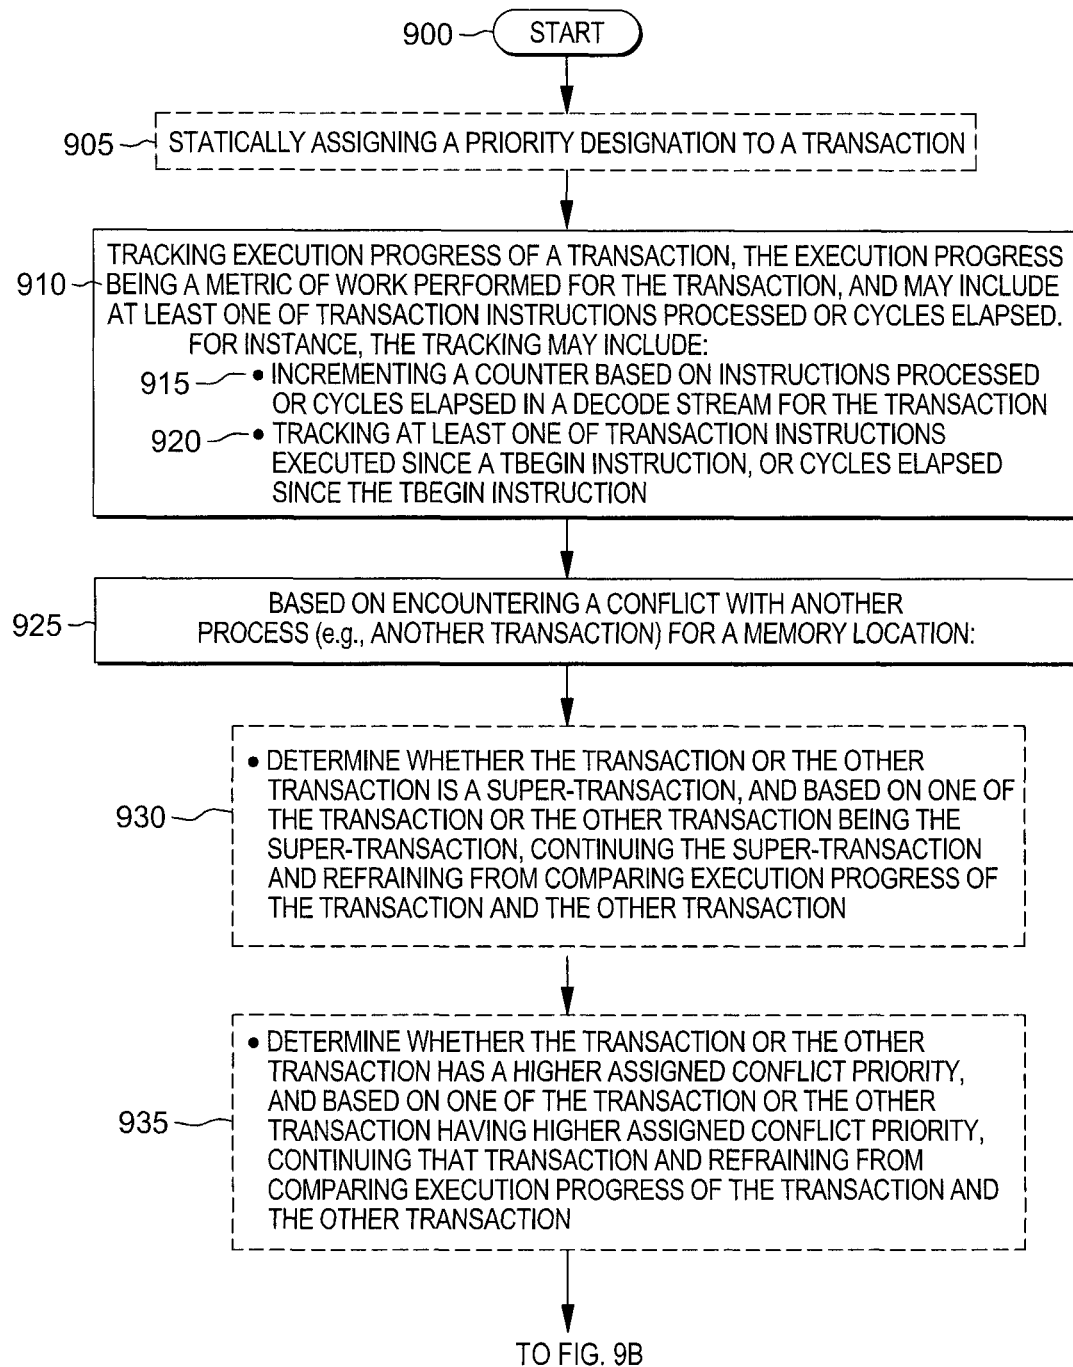 900
START
905
STATICALLY ASSIGNING A PRIORITY DESIGNATION TO A TRANSACTION
910
TRACKING EXECUTION PROGRESS OF A TRANSACTION, THE EXECUTION PROGRESS
BEING A METRIC OF WORK PERFORMED FOR THE TRANSACTION, AND MAY INCLUDE
AT LEAST ONE OF TRANSACTION INSTRUCTIONS PROCESSED OR CYCLES ELAPSED.
FOR INSTANCE, THE TRACKING MAY INCLUDE:
915
• INCREMENTING A COUNTER BASED ON INSTRUCTIONS PROCESSED
OR CYCLES ELAPSED IN A DECODE STREAM FOR THE TRANSACTION
920
• TRACKING AT LEAST ONE OF TRANSACTION INSTRUCTIONS
EXECUTED SINCE A TBEGIN INSTRUCTION, OR CYCLES ELAPSED
SINCE THE TBEGIN INSTRUCTION
925
BASED ON ENCOUNTERING A CONFLICT WITH ANOTHER
PROCESS (e.g., ANOTHER TRANSACTION) FOR A MEMORY LOCATION:
930
• DETERMINE WHETHER THE TRANSACTION OR THE OTHER
TRANSACTION IS A SUPER-TRANSACTION, AND BASED ON ONE OF
THE TRANSACTION OR THE OTHER TRANSACTION BEING THE
SUPER-TRANSACTION, CONTINUING THE SUPER-TRANSACTION
AND REFRAINING FROM COMPARING EXECUTION PROGRESS OF
THE TRANSACTION AND THE OTHER TRANSACTION
935
• DETERMINE WHETHER THE TRANSACTION OR THE OTHER
TRANSACTION HAS A HIGHER ASSIGNED CONFLICT PRIORITY,
AND BASED ON ONE OF THE TRANSACTION OR THE OTHER
TRANSACTION HAVING HIGHER ASSIGNED CONFLICT PRIORITY,
CONTINUING THAT TRANSACTION AND REFRAINING FROM
COMPARING EXECUTION PROGRESS OF THE TRANSACTION AND
THE OTHER TRANSACTION
TO FIG. 9B